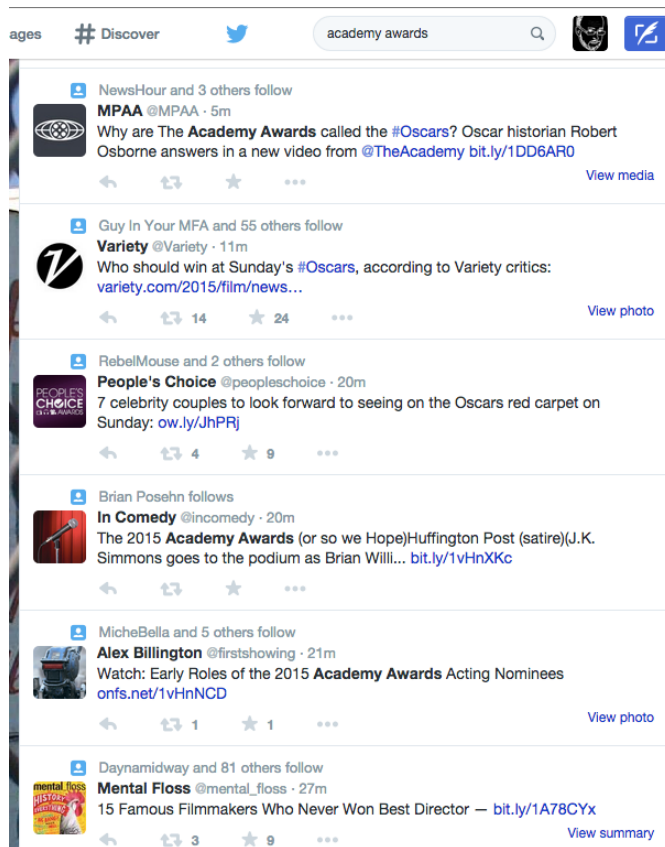 ages
Discover
academy awards
NewsHour and 3 others follow
MPAA @MPAA · 5m
Why are The Academy Awards called the #Oscars? Oscar historian Robert
Osborne answers in a new video from @TheAcademy bit.ly/1DD6AR0
View media
Guy In Your MFA and 55 others follow
Variety @Variety · 11m
Who should win at Sunday's #Oscars, according to Variety critics:
variety.com/2015/film/news…
14 24
View photo
RebelMouse and 2 others follow
People's Choice @peopleschoice · 20m
7 celebrity couples to look forward to seeing on the Oscars red carpet on
Sunday: ow.ly/JhPRj
PEOPLE'S
CHOICE
AWARDS
4 9
Brian Posehn follows
In Comedy @incomedy · 20m
The 2015 Academy Awards (or so we Hope)Huffington Post (satire)(J.K.
Simmons goes to the podium as Brian Willi... bit.ly/1vHnXKc
MicheBella and 5 others follow
Alex Billington @firstshowing · 21m
Watch: Early Roles of the 2015 Academy Awards Acting Nominees
onfs.net/1vHnNCD
1 1
View photo
Daynamidway and 81 others follow
Mental Floss @mental_floss · 27m
15 Famous Filmmakers Who Never Won Best Director — bit.ly/1A78CYx
mental_floss
HISTORY
3 9
View summary